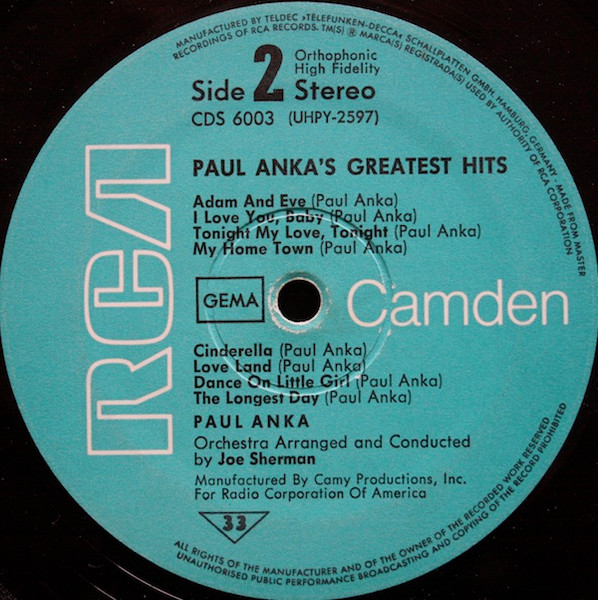 MANUFACTURED BY TELDEC »TELEFUNKEN-DECCA« SCHALLPLATTEN GMBH, HAMBURG, GERMANY - MADE FROM MASTER
RECORDINGS OF RCA RECORDS. TM(S) ® MARCA(S) REGISTRADA(S) USED BY AUTHORITY OF RCA CORPORATION
Side 2 Orthophonic
High Fidelity
Stereo
CDS 6003 (UHPY-2597)
PAUL ANKA'S GREATEST HITS
Adam And Eve (Paul Anka)
I Love You, Baby (Paul Anka)
Tonight My Love, Tonight (Paul Anka)
My Home Town (Paul Anka)
RCA
GEMA
Camden
Cinderella (Paul Anka)
Love Land (Paul Anka)
Dance On Little Girl (Paul Anka)
The Longest Day (Paul Anka)
PAUL ANKA
Orchestra Arranged and Conducted
by Joe Sherman
Manufactured By Camy Productions, Inc.
For Radio Corporation Of America
33
ALL RIGHTS OF THE MANUFACTURER AND OF THE OWNER OF THE RECORDED WORK RESERVED
UNAUTHORISED PUBLIC PERFORMANCE BROADCASTING AND COPYING OF THE RECORD PROHIBITED